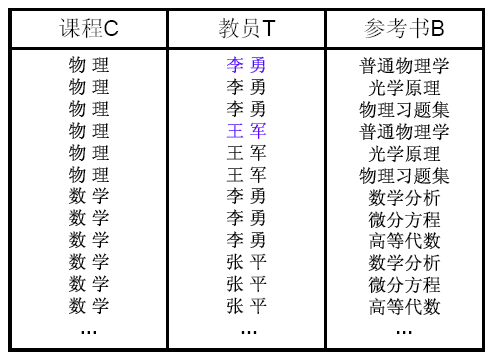 课程C 教员T 参考书B
物 理 李 勇 普通物理学
物 理 李 勇 光学原理
物 理 李 勇 物理习题集
物 理 王 军 普通物理学
物 理 王 军 光学原理
物 理 王 军 物理习题集
数 学 李 勇 数学分析
数 学 李 勇 微分方程
数 学 李 勇 高等代数
数 学 张 平 数学分析
数 学 张 平 微分方程
数 学 张 平 高等代数
... ... ...